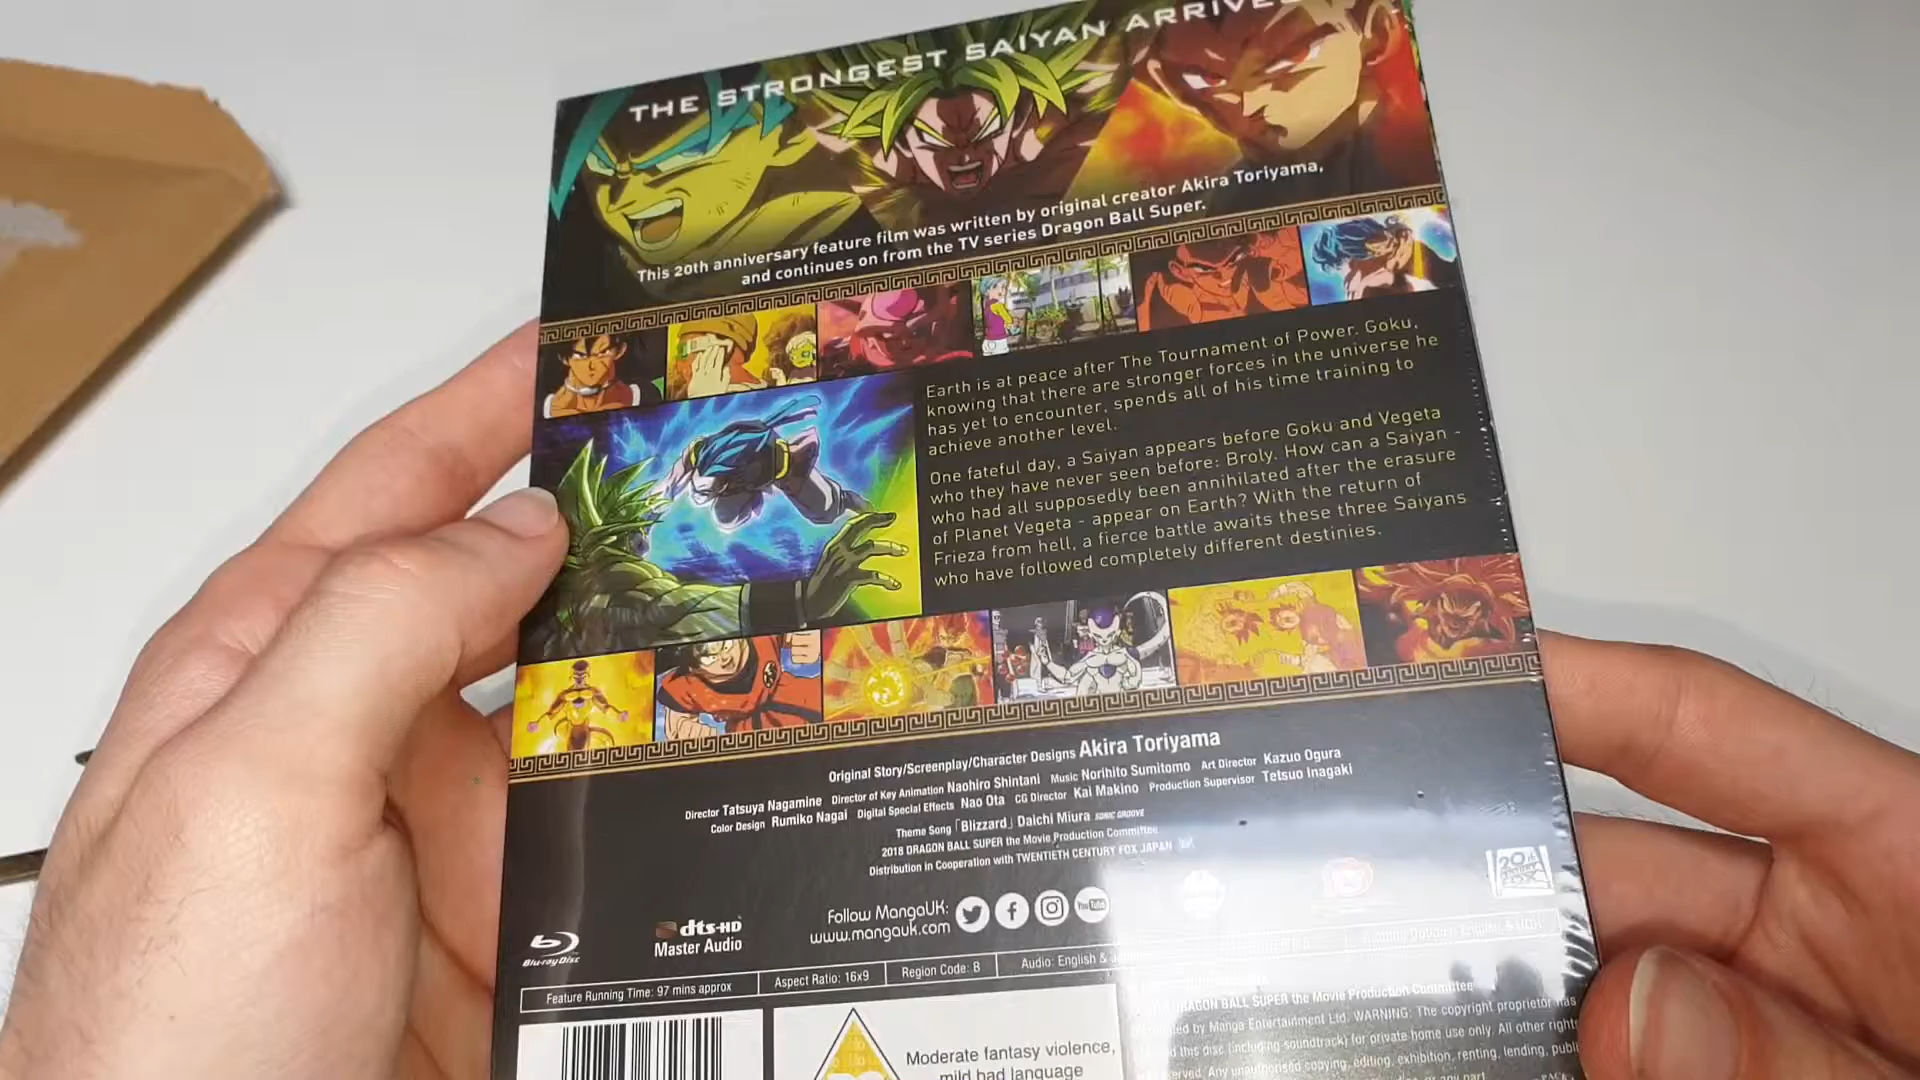 THE STRONGEST SAIYAN ARRIVES
This 20th anniversary feature film was written by original creator Akira Toriyama,
and continues on from the TV series Dragon Ball Super.
Earth is at peace after The Tournament of Power. Goku,
knowing that there are stronger forces in the universe he
has yet to encounter, spends all of his time training to
achieve another level.
One fateful day, a Saiyan appears before Goku and Vegeta
who they have never seen before: Broly. How can a Saiyan -
who had all supposedly been annihilated after the erasure
of Planet Vegeta - appear on Earth? With the return of
Frieza from hell, a fierce battle awaits these three Saiyans
who have followed completely different destinies.
Original Story/Screenplay/Character Designs Akira Toriyama
Director Tatsuya Nagamine Director of Key Animation Naohiro Shintani Music Norihito Sumitomo Art Director Kazuo Ogura
Color Design Rumiko Nagai Digital Special Effects Nao Ota CG Director Kai Makino Production Supervisor Tetsuo Inagaki
Theme Song「Blizzard」Daichi Miura SONIC GROOVE
2018 DRAGON BALL SUPER the Movie Production Committee
Distribution in Cooperation with TWENTIETH CENTURY FOX JAPAN
Follow MangaUK:
www.mangauk.com
You Tube
Blu-ray Disc
dts-HD
Master Audio
20th Century FOX
Feature Running Time: 97 mins approx
Aspect Ratio: 16x9
Region Code: B
Audio: English &
DRAGON BALL SUPER the Movie Production Committee
by Manga Entertainment Ltd. WARNING: The copyright proprietor has
this disc (including soundtrack) for private home use only. All other rights
Any unauthorised copying, editing, exhibition, renting, lending,
or any part
Moderate fantasy violence,
mild bad language